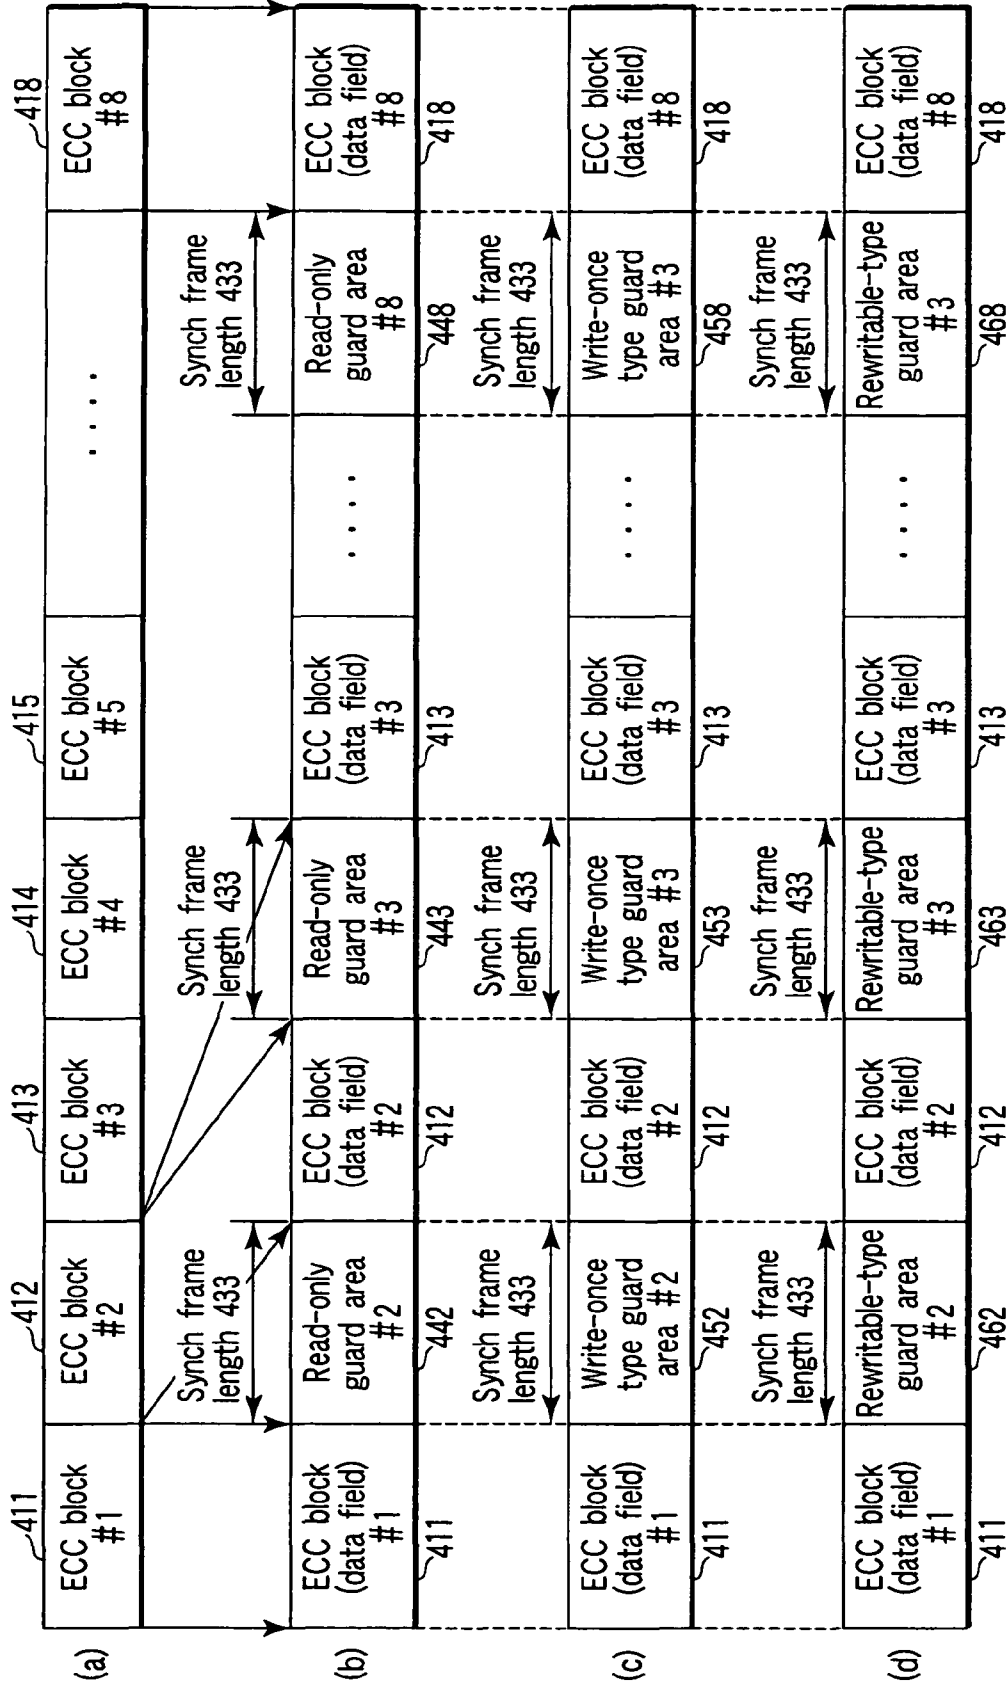 411
412
413
414
415
418
(a)
ECC block
#1
ECC block
#2
ECC block
#3
ECC block
#4
ECC block
#5
. . . .
ECC block
#8
Synch frame
length 433
Synch frame
length 433
Synch frame
length 433
(b)
ECC block
(data field)
#1
Read-only
guard area
#2
ECC block
(data field)
#2
Read-only
guard area
#3
ECC block
(data field)
#3
. . . .
Read-only
guard area
#8
ECC block
(data field)
#8
411
442
412
443
413
448
418
Synch frame
length 433
Synch frame
length 433
Synch frame
length 433
(c)
ECC block
(data field)
#1
Write-once
type guard
area #2
ECC block
(data field)
#2
Write-once
type guard
area #3
ECC block
(data field)
#3
. . . .
Write-once
type guard
area #3
ECC block
(data field)
#8
411
452
412
453
413
458
418
Synch frame
length 433
Synch frame
length 433
Synch frame
length 433
(d)
ECC block
(data field)
#1
Rewritable-type
guard area
#2
ECC block
(data field)
#2
Rewritable-type
guard area
#3
ECC block
(data field)
#3
. . . .
Rewritable-type
guard area
#3
ECC block
(data field)
#8
411
462
412
463
413
468
418